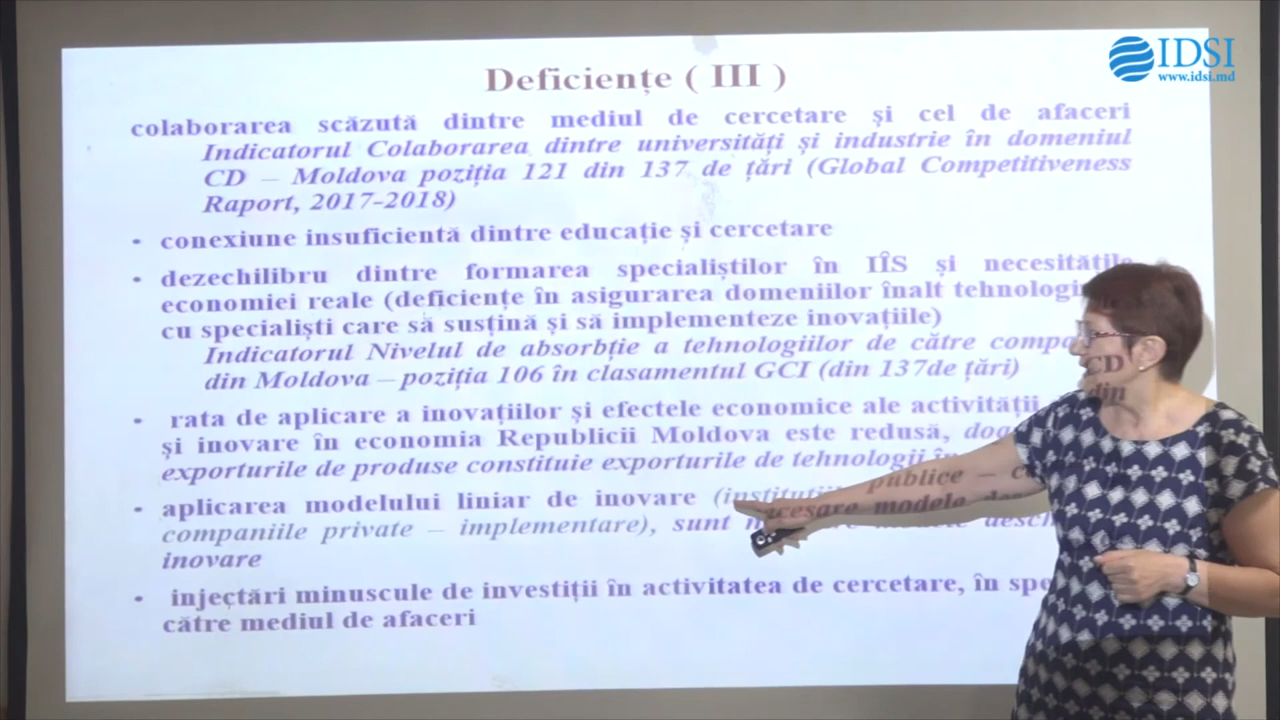 IDSI
www.idsi.md
Deficiențe ( III )
colaborarea scăzută dintre mediul de cercetare și cel de afaceri
Indicatorul Colaborarea dintre universități și industrie în domeniul
CD – Moldova poziția 121 din 137 de țări (Global Competitiveness
Raport, 2017-2018)
• conexiune insuficientă dintre educație și cercetare
• dezechilibru dintre formarea specialiștilor în IÎS și necesitățile
economiei reale (deficiențe în asigurarea domeniilor înalt
cu specialiști care să susțină și să implementeze inovațiile)
Indicatorul Nivelul de absorbție a tehnologiilor de către
din Moldova – poziția 106 în clasamentul GCI (din 137de țări)
• rata de aplicare a inovațiilor și efectele economice ale activității CD
și inovare în economia Republicii Moldova este redusă, din
exporturile de produse constituie exporturile de tehnologii
• aplicarea modelului liniar de inovare (instituții publice –
companiile private – implementare), sunt modele
inovare
• injectări minuscule de investiții în activitatea de cercetare, în
către mediul de afaceri